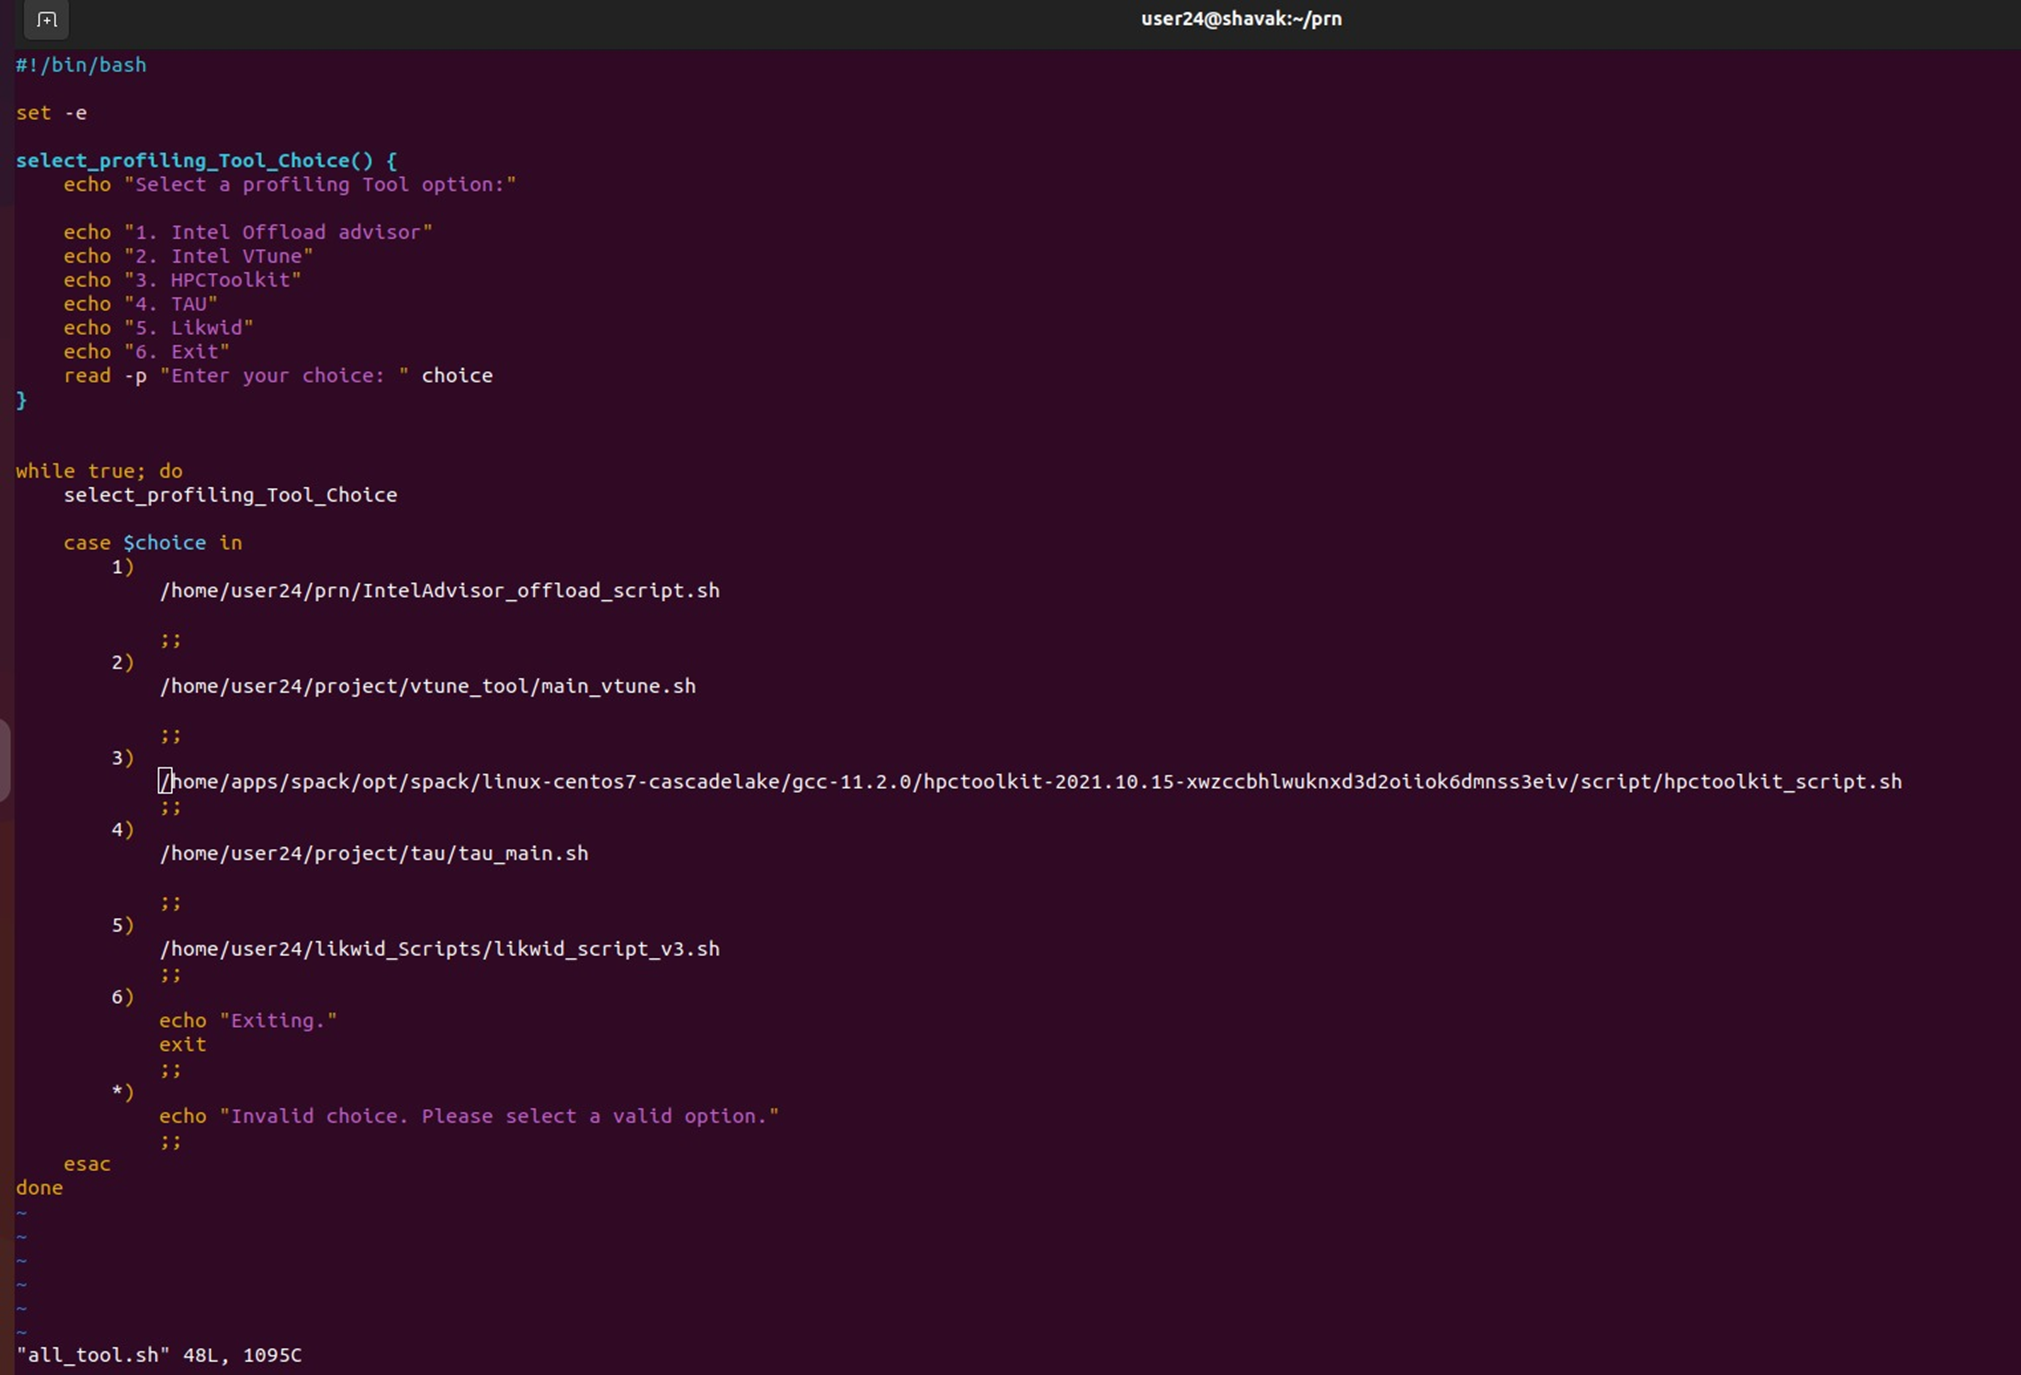 user24@shavak:~/prn
#!/bin/bash
set -e
select_profiling_Tool_Choice() {
echo "Select a profiling Tool option:"
echo "1. Intel Offload advisor"
echo "2. Intel VTune"
echo "3. HPCToolkit"
echo "4. TAU"
echo "5. Likwid"
echo "6. Exit"
read -p "Enter your choice: " choice
}
while true; do
select_profiling_Tool_Choice
case $choice in
1)
/home/user24/prn/IntelAdvisor_offload_script.sh
;;
2)
/home/user24/project/vtune_tool/main_vtune.sh
;;
3)
/home/apps/spack/opt/spack/linux-centos7-cascadelake/gcc-11.2.0/hpctoolkit-2021.10.15-xwzccbhlwuknxd3d2oiiok6dmnss3eiv/script/hpctoolkit_script.sh
;;
4)
/home/user24/project/tau/tau_main.sh
;;
5)
/home/user24/likwid_Scripts/likwid_script_v3.sh
;;
6)
echo "Exiting."
exit
;;
*)
echo "Invalid choice. Please select a valid option."
;;
esac
done
~
~
~
~
~
~
"all_tool.sh" 48L, 1095C